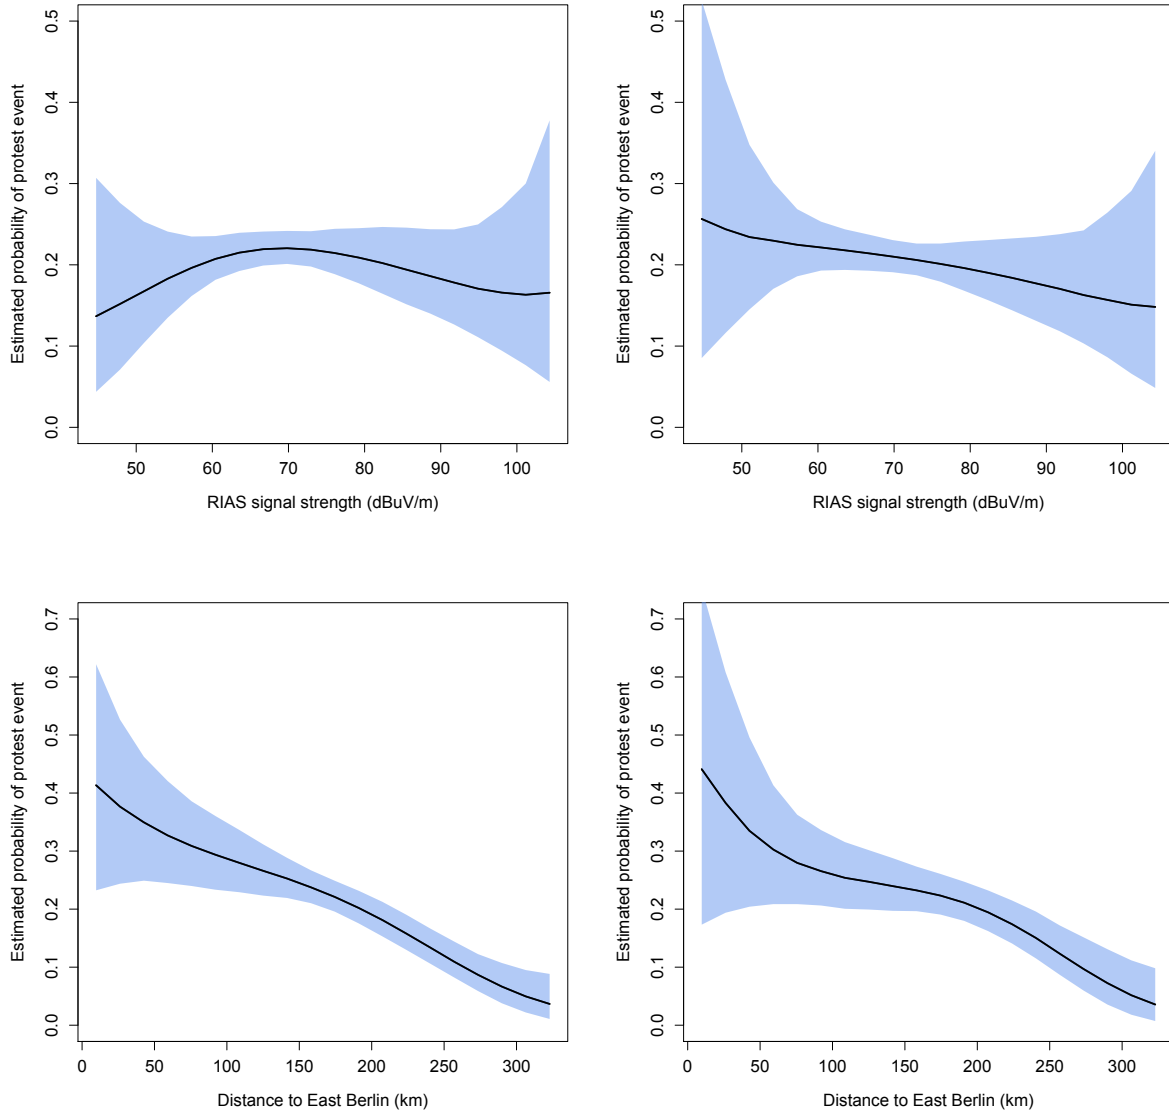 0.0 0.1 0.2 0.3 0.4 0.5
Estimated probability of protest event
50 60 70 80 90 100
RIAS signal strength (dBuV/m)
0.0 0.1 0.2 0.3 0.4 0.5
Estimated probability of protest event
50 60 70 80 90 100
RIAS signal strength (dBuV/m)
0.0 0.1 0.2 0.3 0.4 0.5 0.6 0.7
Estimated probability of protest event
0 50 100 150 200 250 300
Distance to East Berlin (km)
0.0 0.1 0.2 0.3 0.4 0.5 0.6 0.7
Estimated probability of protest event
0 50 100 150 200 250 300
Distance to East Berlin (km)